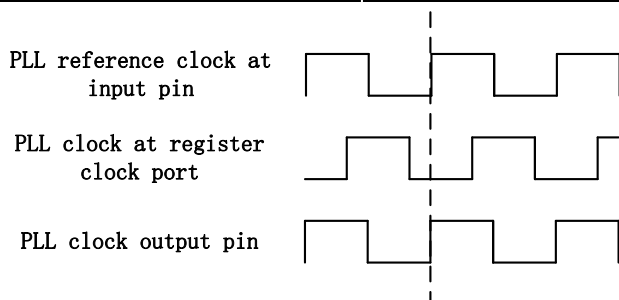 PLL reference clock at
input pin
PLL clock at register
clock port
PLL clock output pin